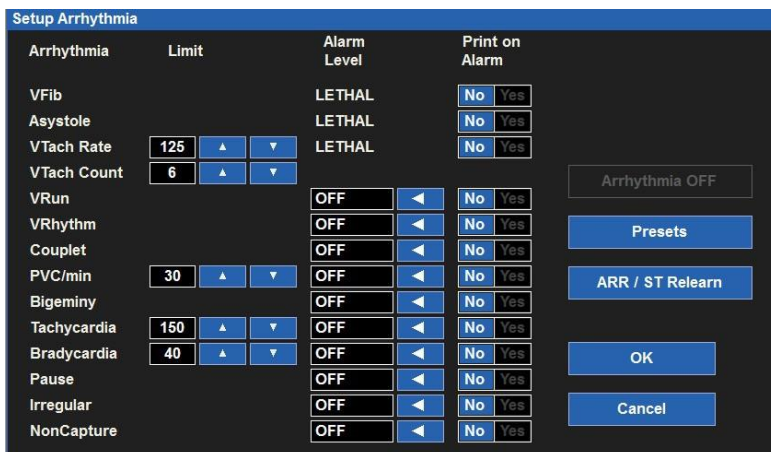 Setup Arrhythmia
Arrhythmia Limit Alarm Level Print on Alarm
VFib LETHAL No Yes
Asystole LETHAL No Yes
VTach Rate 125 LETHAL No Yes
VTach Count 6
Arrhythmia OFF
VRun OFF No Yes
VRhythm OFF No Yes
Presets
Couplet OFF No Yes
PVC/min 30 OFF No Yes
ARR / ST Relearn
Bigeminy OFF No Yes
Tachycardia 150 OFF No Yes
Bradycardia 40 OFF No Yes
OK
Pause OFF No Yes
Irregular OFF No Yes
Cancel
NonCapture OFF No Yes